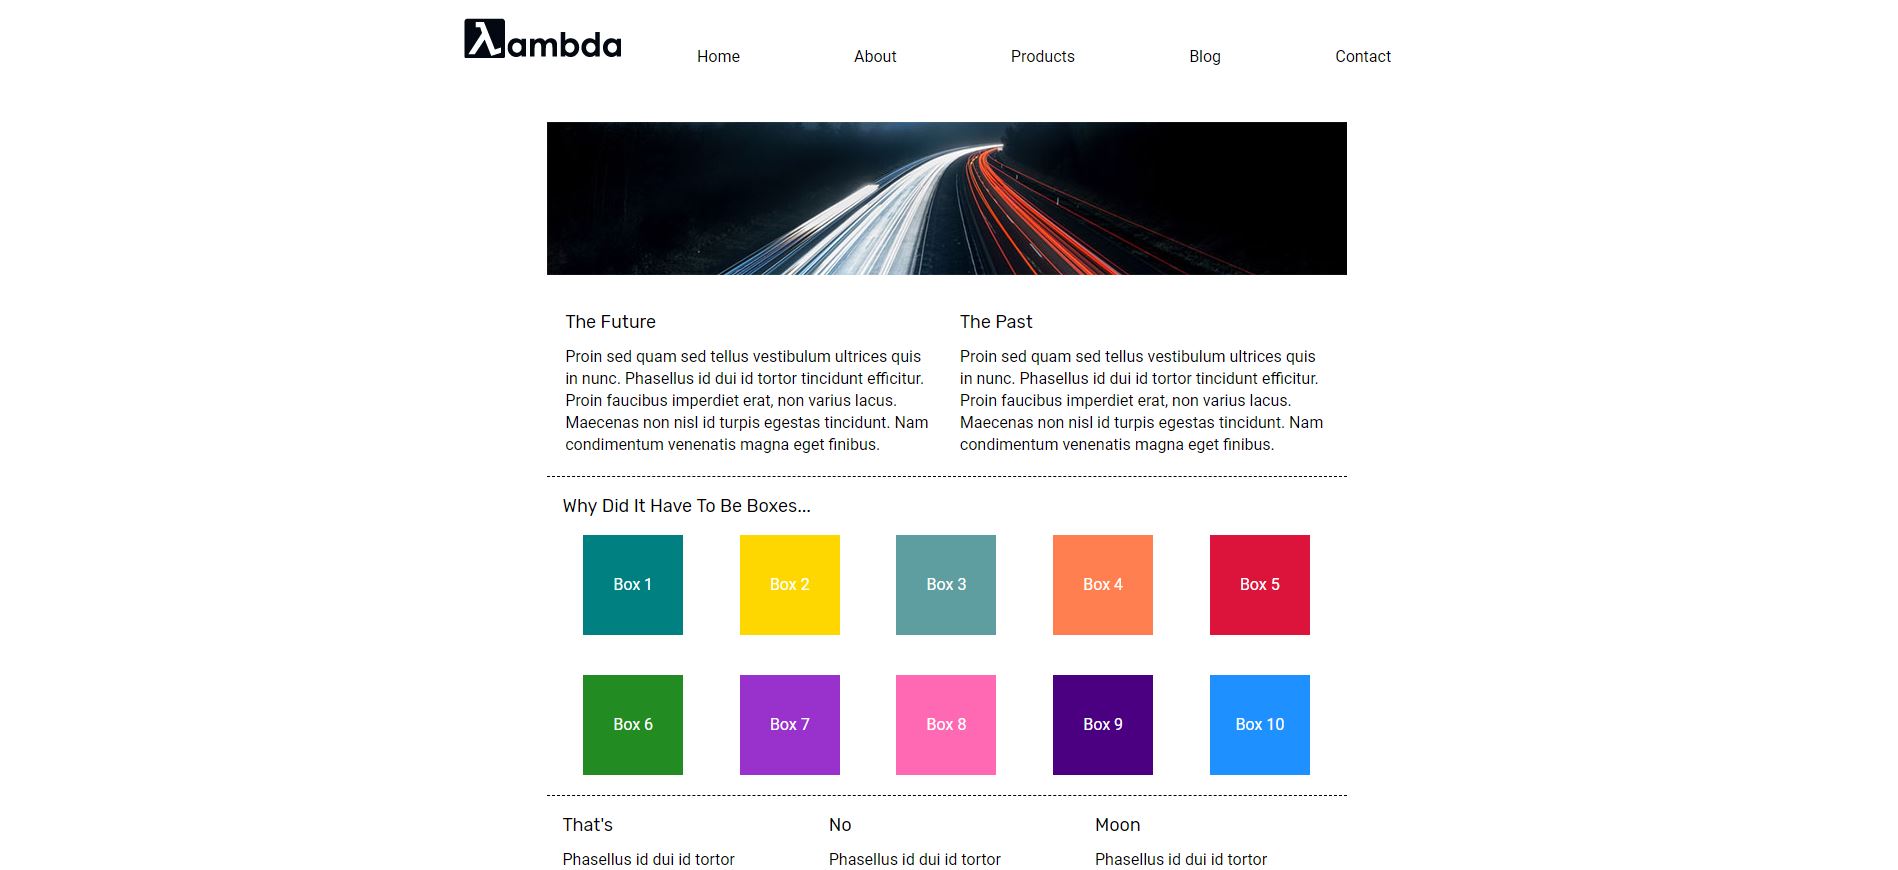 λambda
Home About Products Blog Contact
The Future
Proin sed quam sed tellus vestibulum ultrices quis
in nunc. Phasellus id dui id tortor tincidunt efficitur.
Proin faucibus imperdiet erat, non varius lacus.
Maecenas non nisl id turpis egestas tincidunt. Nam
condimentum venenatis magna eget finibus.
The Past
Proin sed quam sed tellus vestibulum ultrices quis
in nunc. Phasellus id dui id tortor tincidunt efficitur.
Proin faucibus imperdiet erat, non varius lacus.
Maecenas non nisl id turpis egestas tincidunt. Nam
condimentum venenatis magna eget finibus.
Why Did It Have To Be Boxes...
Box 1 Box 2 Box 3 Box 4 Box 5
Box 6 Box 7 Box 8 Box 9 Box 10
That's
Phasellus id dui id tortor
No
Phasellus id dui id tortor
Moon
Phasellus id dui id tortor